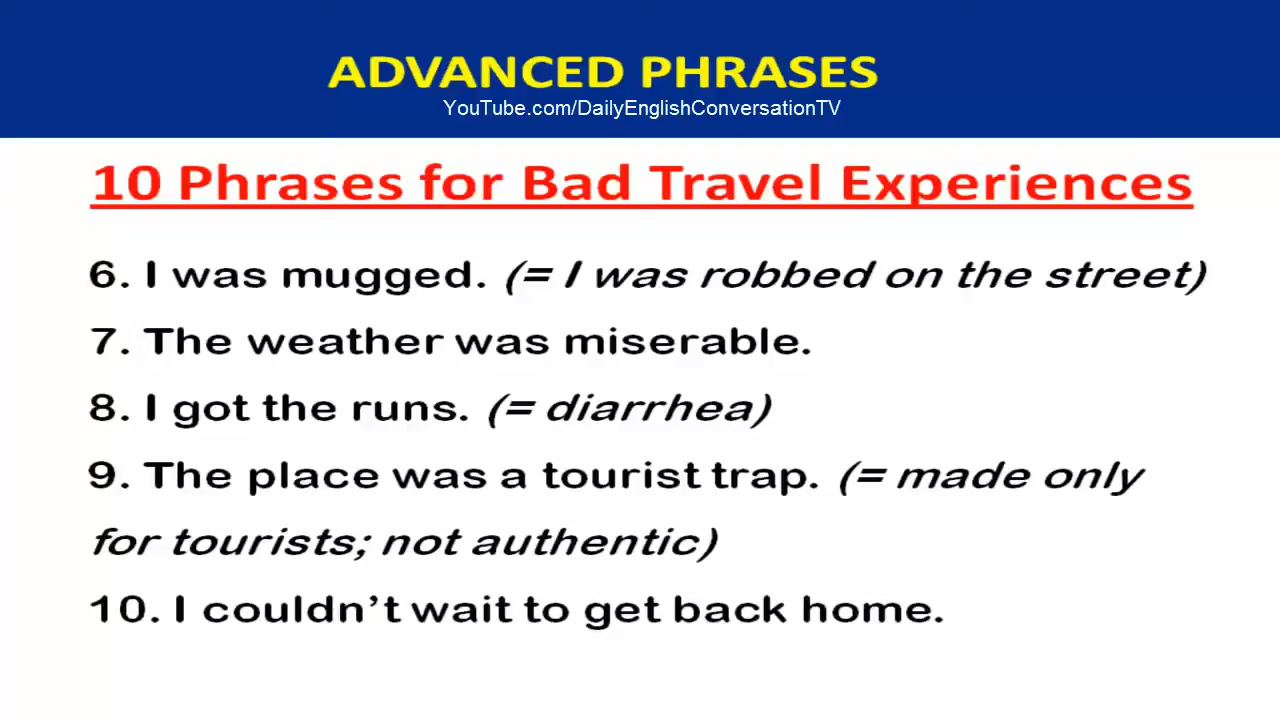 ADVANCED PHRASES
YouTube.com/DailyEnglishConversationTV
10 Phrases for Bad Travel Experiences
6. I was mugged. (= I was robbed on the street)
7. The weather was miserable.
8. I got the runs. (= diarrhea)
9. The place was a tourist trap. (= made only
for tourists; not authentic)
10. I couldn’t wait to get back home.